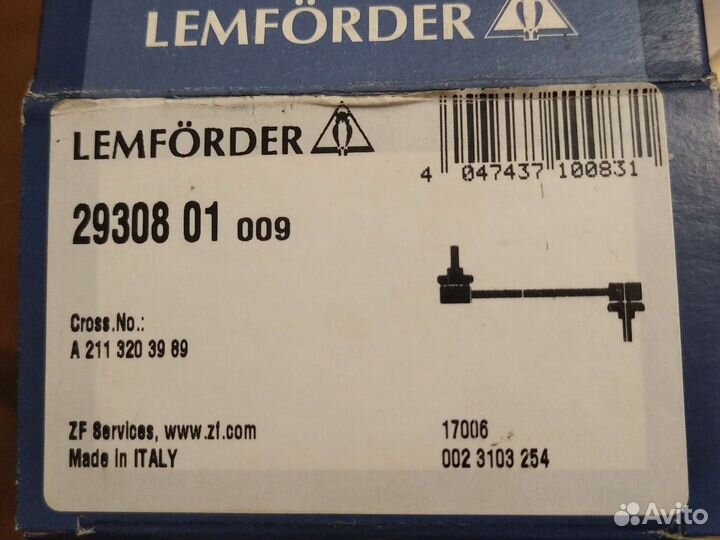 LEMFÖRDER
LEMFÖRDER
4 047437 100831
29308 01 009
Cross.No.:
A 211 320 39 89
ZF Services, www.zf.com
17006
Made in ITALY
002 3103 254
Avito